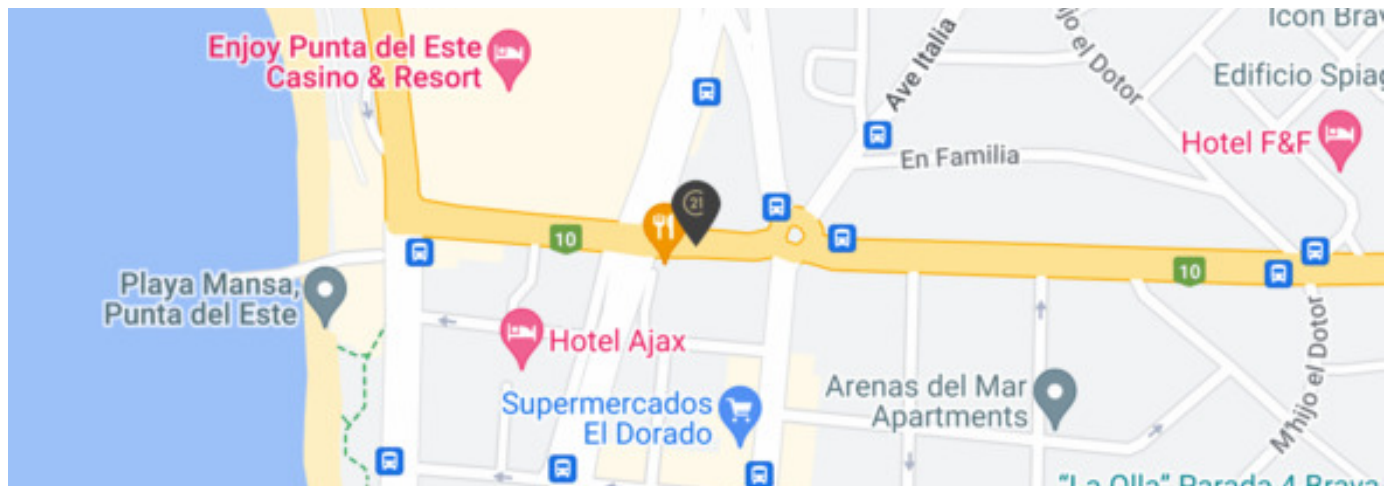 Icon Brav
Enjoy Punta del Este
Casino & Resort
Ave Italia
ijo el Dotor
Edificio Spiag
Hotel F&F
En Familia
21
10
10
Playa Mansa,
Punta del Este
Hotel Ajax
M'hijo el Dotor
Arenas del Mar
Apartments
Supermercados
El Dorado
"La Olla" Parada 4 Brava